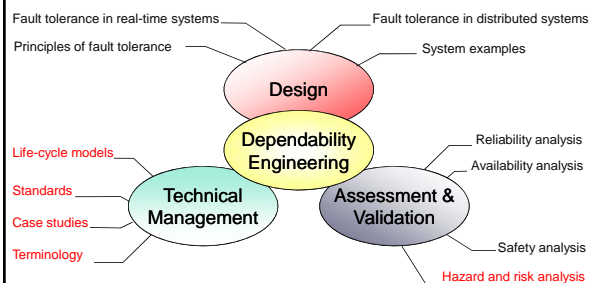 Fault tolerance in real-time systems
Fault tolerance in distributed systems
Principles of fault tolerance
System examples
Design
Dependability
Engineering
Life-cycle models
Standards
Case studies
Terminology
Technical
Management
Reliability analysis
Availability analysis
Assessment &
Validation
Safety analysis
Hazard and risk analysis